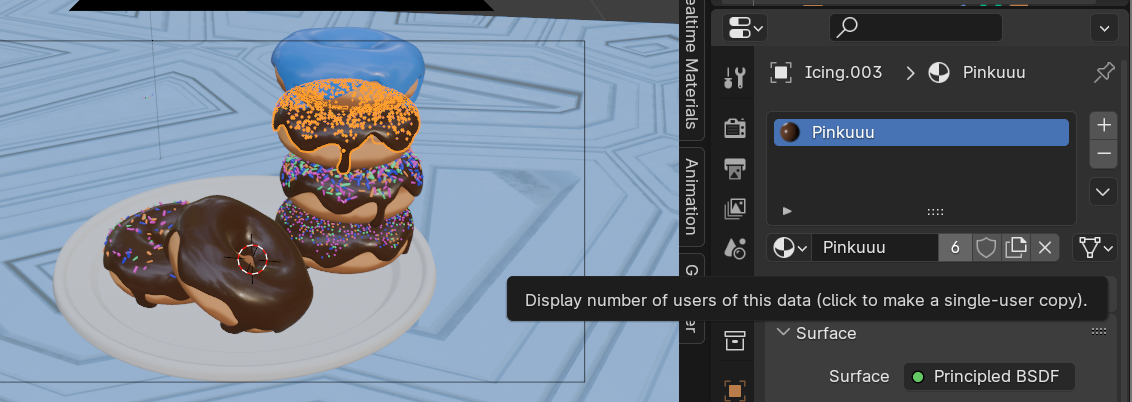 ealtime Materials
Animation
G
er
Icing.003 > Pinkuuu
Pinkuuu
Pinkuuu 6
Display number of users of this data (click to make a single-user copy).
Surface
Surface Principled BSDF